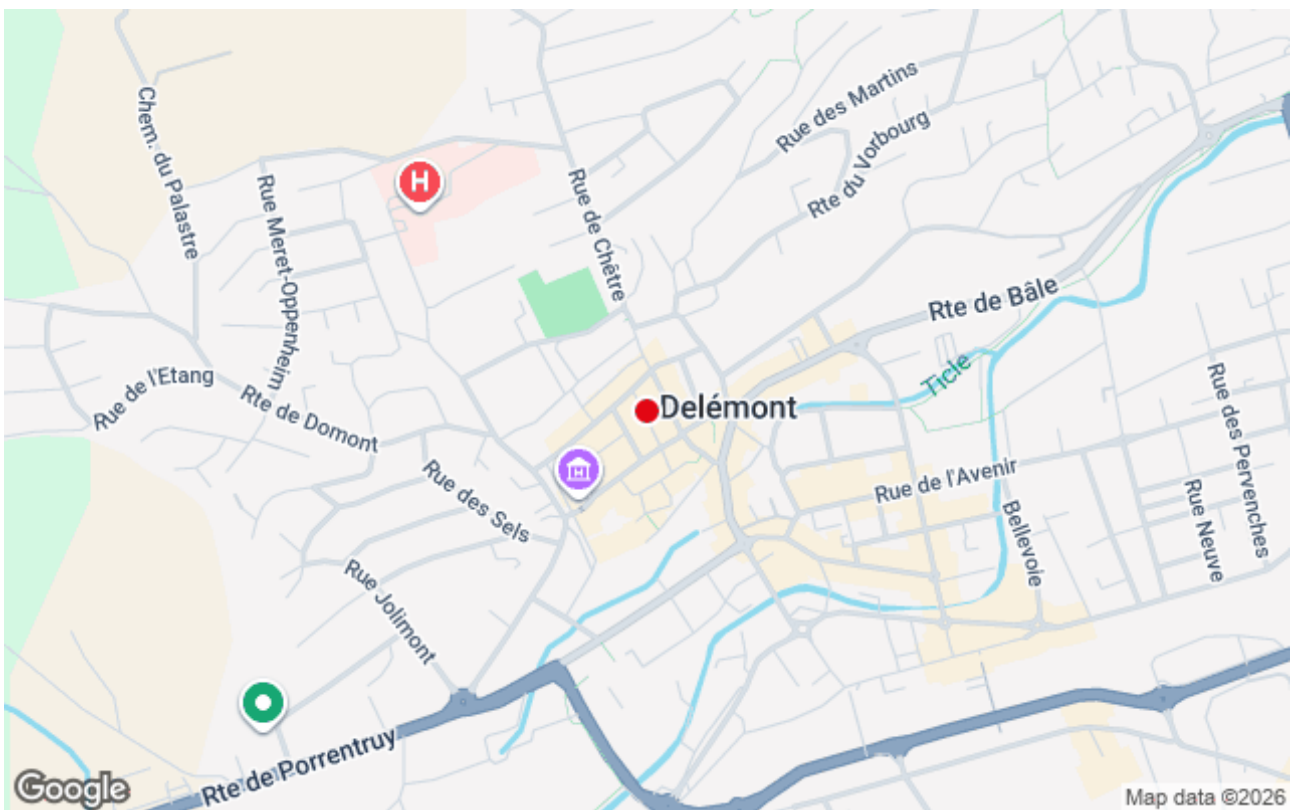 Rue des Martins
Chem. du Palastre
Rte du Vorbourg
H
Rue de Chêtre
Rue Meret-Oppenheim
Rte de Bâle
Ticle
Rue de l'Etang
Rte de Domont
Delémont
Rue des Pervenches
Rue de l'Avenir
Rue des Sels
Rue Neuve
Bellevoie
Rue Jolimont
Rte de Porrentruy
Google
Map data ©2026